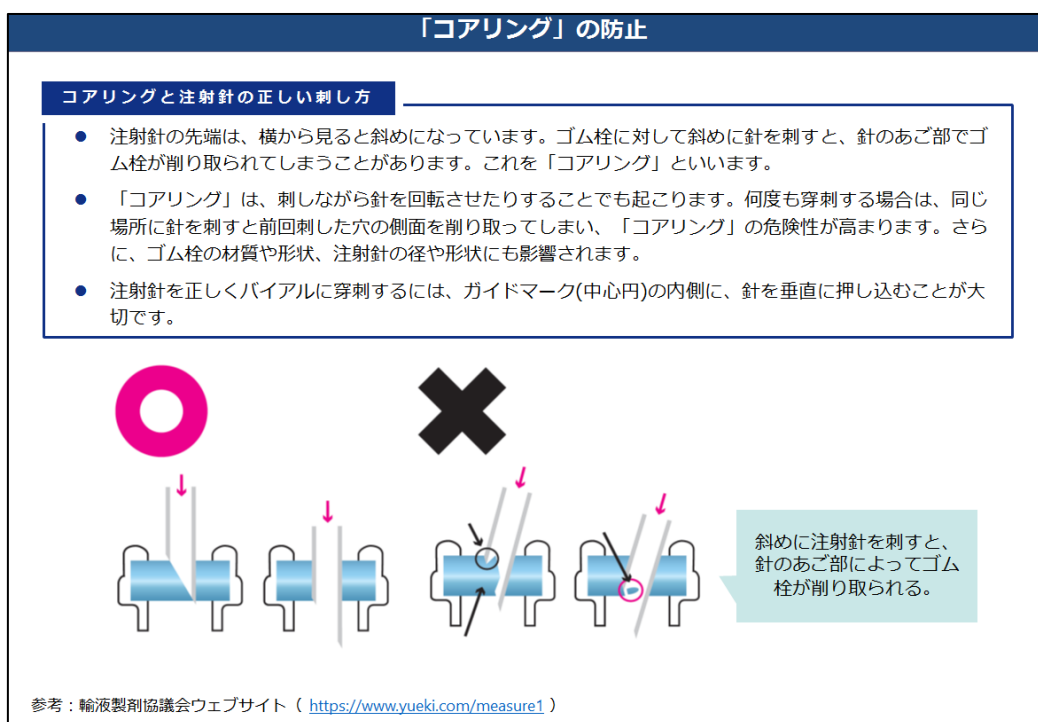 「コアリング」の防止
コアリングと注射針の正しい刺し方
● 注射針の先端は、横から見ると斜めになっています。ゴム栓に対して斜めに針を刺すと、針のあご部でゴ
ム栓が削り取られてしまうことがあります。これを「コアリング」といいます。
● 「コアリング」は、刺しながら針を回転させたりすることでも起こります。何度も穿刺する場合は、同じ
場所に針を刺すと前回刺した穴の側面を削り取ってしまい、「コアリング」の危険性が高まります。さら
に、ゴム栓の材質や形状、注射針の径や形状にも影響されます。
● 注射針を正しくバイアルに穿刺するには、ガイドマーク(中心円)の内側に、針を垂直に押し込むことが大
切です。
斜めに注射針を刺すと、
針のあご部によってゴム
栓が削り取られる。
参考：輸液製剤協議会ウェブサイト（ https://www.yueki.com/measure1 ）